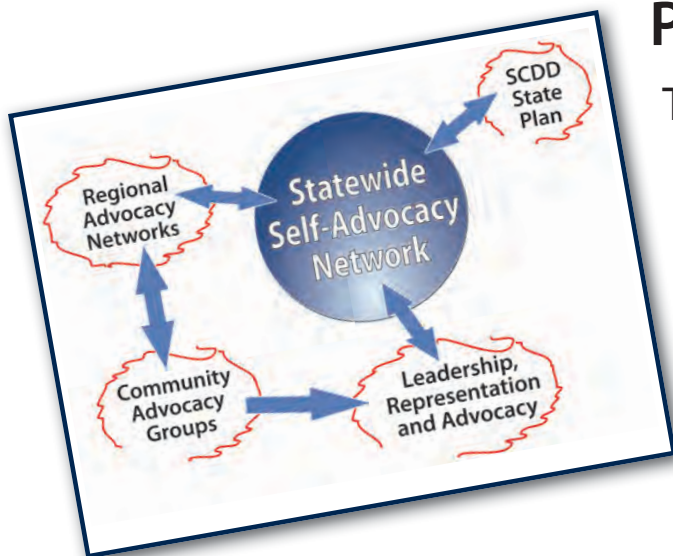 P
T
SCDD
State
Plan
Regional
Advocacy
Networks
Statewide
Self-Advocacy
Network
Community
Advocacy
Groups
Leadership,
Representation
and Advocacy